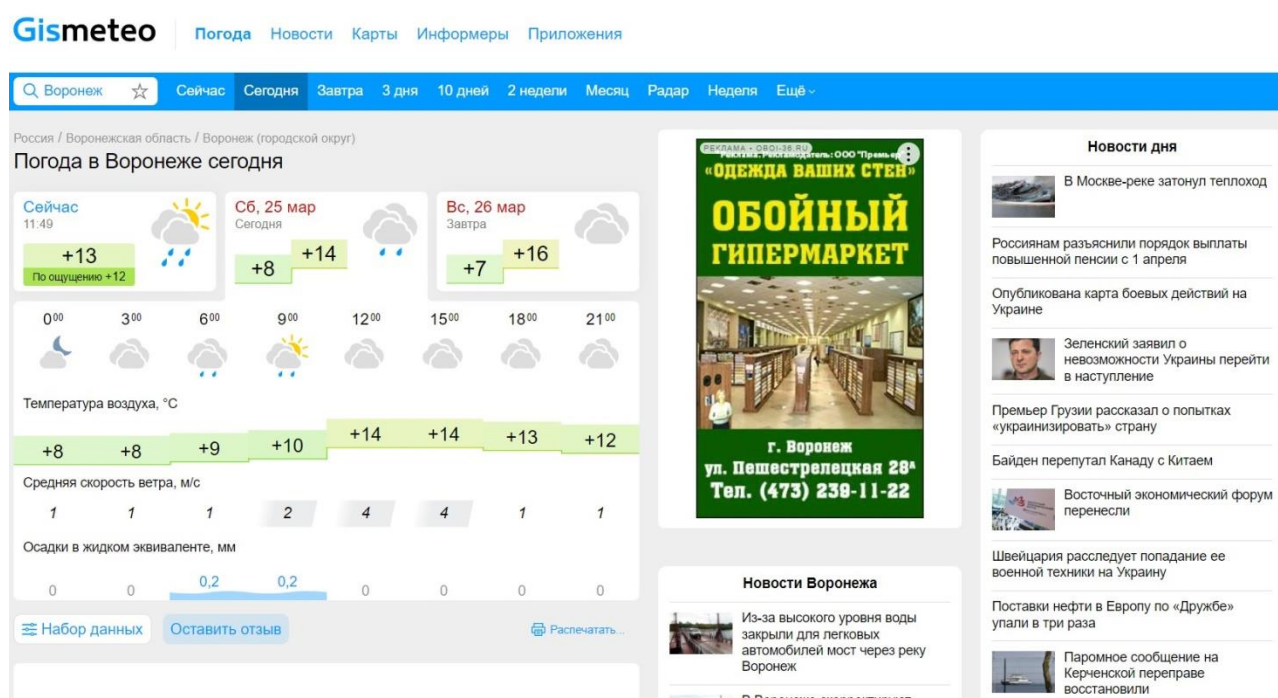 Gismeteo
Погода Новости Карты Информеры Приложения
Воронеж Сейчас Сегодня Завтра 3 дня 10 дней 2 недели Месяц Радар Неделя Ещё
Россия / Воронежская область / Воронеж (городской округ)
Погода в Воронеже сегодня
Сейчас
11:49
+13
По ощущению +12
Сб, 25 мар
Сегодня
+8 +14
Вс, 26 мар
Завтра
+7 +16
0⁰⁰ 3⁰⁰ 6⁰⁰ 9⁰⁰ 12⁰⁰ 15⁰⁰ 18⁰⁰ 21⁰⁰
Температура воздуха, °C
+8 +8 +9 +10 +14 +14 +13 +12
Средняя скорость ветра, м/с
1 1 1 2 4 4 1 1
Осадки в жидком эквиваленте, мм
0 0 0,2 0,2 0 0 0 0
Набор данных Оставить отзыв Распечатать...
РЕКЛАМА • OBOI-36.RU
«ОДЕЖДА ВАШИХ СТЕН»
ОБОЙНЫЙ
ГИПЕРМАРКЕТ
г. Воронеж
ул. Пешестрелецкая 28ᴬ
Тел. (473) 239-11-22
Новости Воронежа
Из-за высокого уровня воды
закрыли для легковых
автомобилей мост через реку
Воронеж
Новости дня
В Москве-реке затонул теплоход
Россиянам разъяснили порядок выплаты
повышенной пенсии с 1 апреля
Опубликована карта боевых действий на
Украине
Зеленский заявил о
невозможности Украины перейти
в наступление
Премьер Грузии рассказал о попытках
«украинизировать» страну
Байден перепутал Канаду с Китаем
Восточный экономический форум
перенесли
Швейцария расследует попадание ее
военной техники на Украину
Поставки нефти в Европу по «Дружбе»
упали в три раза
Паромное сообщение на
Керченской переправе
восстановили